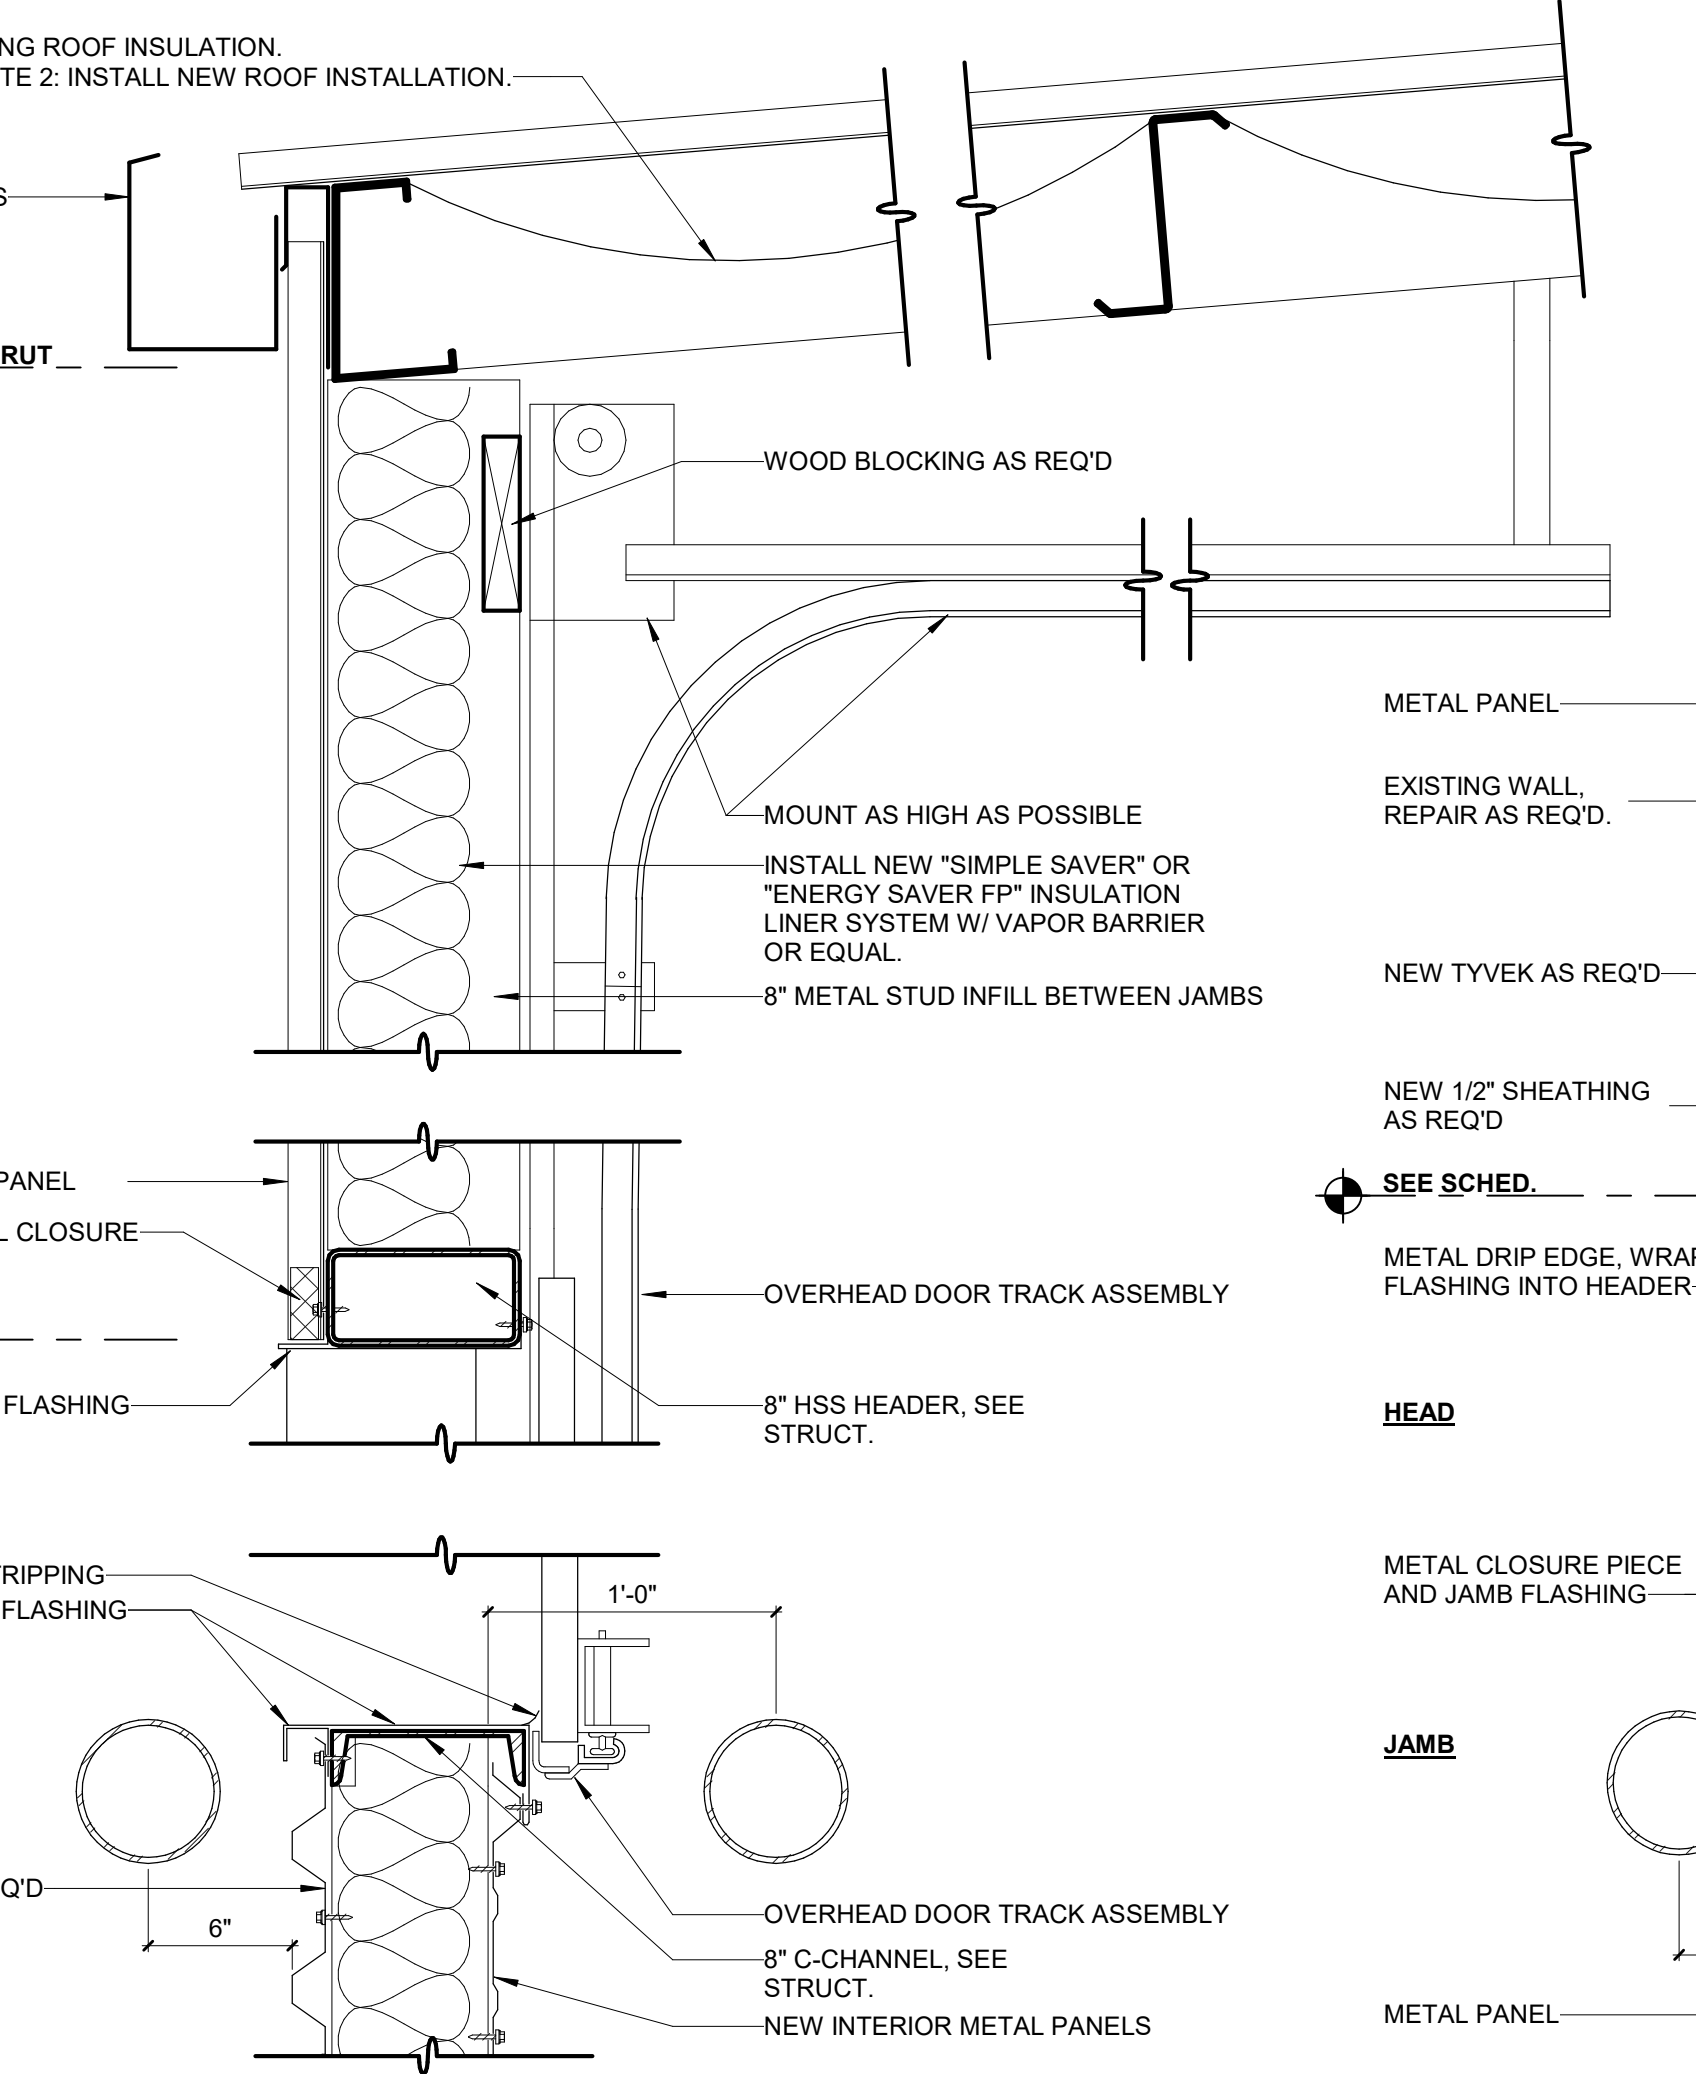 NG ROOF INSULATION.
TE 2: INSTALL NEW ROOF INSTALLATION.
S
RUT
WOOD BLOCKING AS REQ'D
MOUNT AS HIGH AS POSSIBLE
INSTALL NEW "SIMPLE SAVER" OR
"ENERGY SAVER FP" INSULATION
LINER SYSTEM W/ VAPOR BARRIER
OR EQUAL.
8" METAL STUD INFILL BETWEEN JAMBS
PANEL
L CLOSURE
OVERHEAD DOOR TRACK ASSEMBLY
FLASHING
8" HSS HEADER, SEE
STRUCT.
TRIPPING
FLASHING
1'-0"
Q'D
6"
OVERHEAD DOOR TRACK ASSEMBLY
8" C-CHANNEL, SEE
STRUCT.
NEW INTERIOR METAL PANELS
METAL PANEL
EXISTING WALL,
REPAIR AS REQ'D.
NEW TYVEK AS REQ'D
NEW 1/2" SHEATHING
AS REQ'D
SEE SCHED.
METAL DRIP EDGE, WRAP
FLASHING INTO HEADER
HEAD
METAL CLOSURE PIECE
AND JAMB FLASHING
JAMB
METAL PANEL